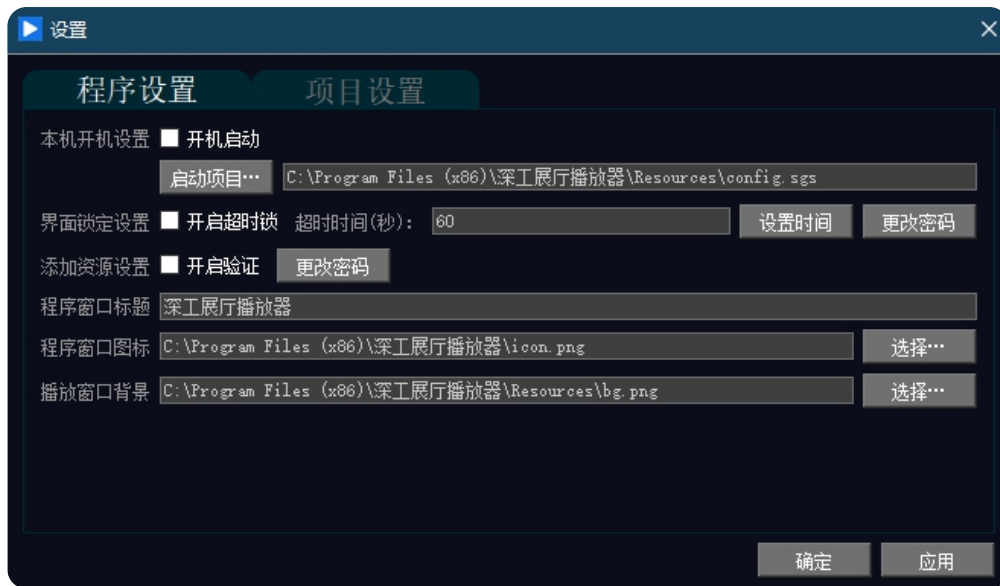 设置
程序设置 项目设置
本机开机设置 开机启动
启动项目… C:\Program Files (x86)\深工展厅播放器\Resources\config.sgs
界面锁定设置 开启超时锁 超时时间(秒): 60 设置时间 更改密码
添加资源设置 开启验证 更改密码
程序窗口标题 深工展厅播放器
程序窗口图标 C:\Program Files (x86)\深工展厅播放器\icon.png 选择…
播放窗口背景 C:\Program Files (x86)\深工展厅播放器\Resources\bg.png 选择…
确定 应用